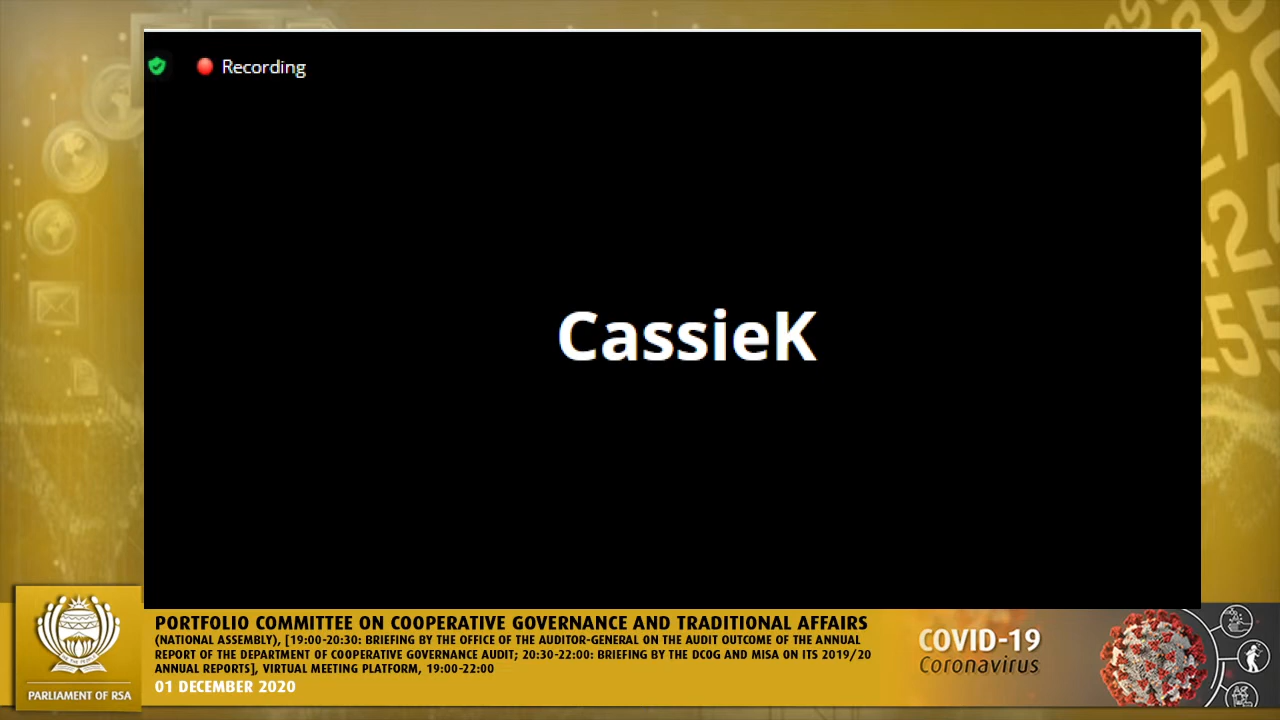 Recording
CassieK
PORTFOLIO COMMITTEE ON COOPERATIVE GOVERNANCE AND TRADITIONAL AFFAIRS
(NATIONAL ASSEMBLY), [19:00-20:30: BRIEFING BY THE OFFICE OF THE AUDITOR-GENERAL ON THE AUDIT OUTCOME OF THE ANNUAL
REPORT OF THE DEPARTMENT OF COOPERATIVE GOVERNANCE AUDIT; 20:30-22:00: BRIEFING BY THE DCOG AND MISA ON ITS 2019/20
ANNUAL REPORTS], VIRTUAL MEETING PLATFORM, 19:00-22:00
01 DECEMBER 2020
PARLIAMENT OF RSA
COVID-19
Coronavirus